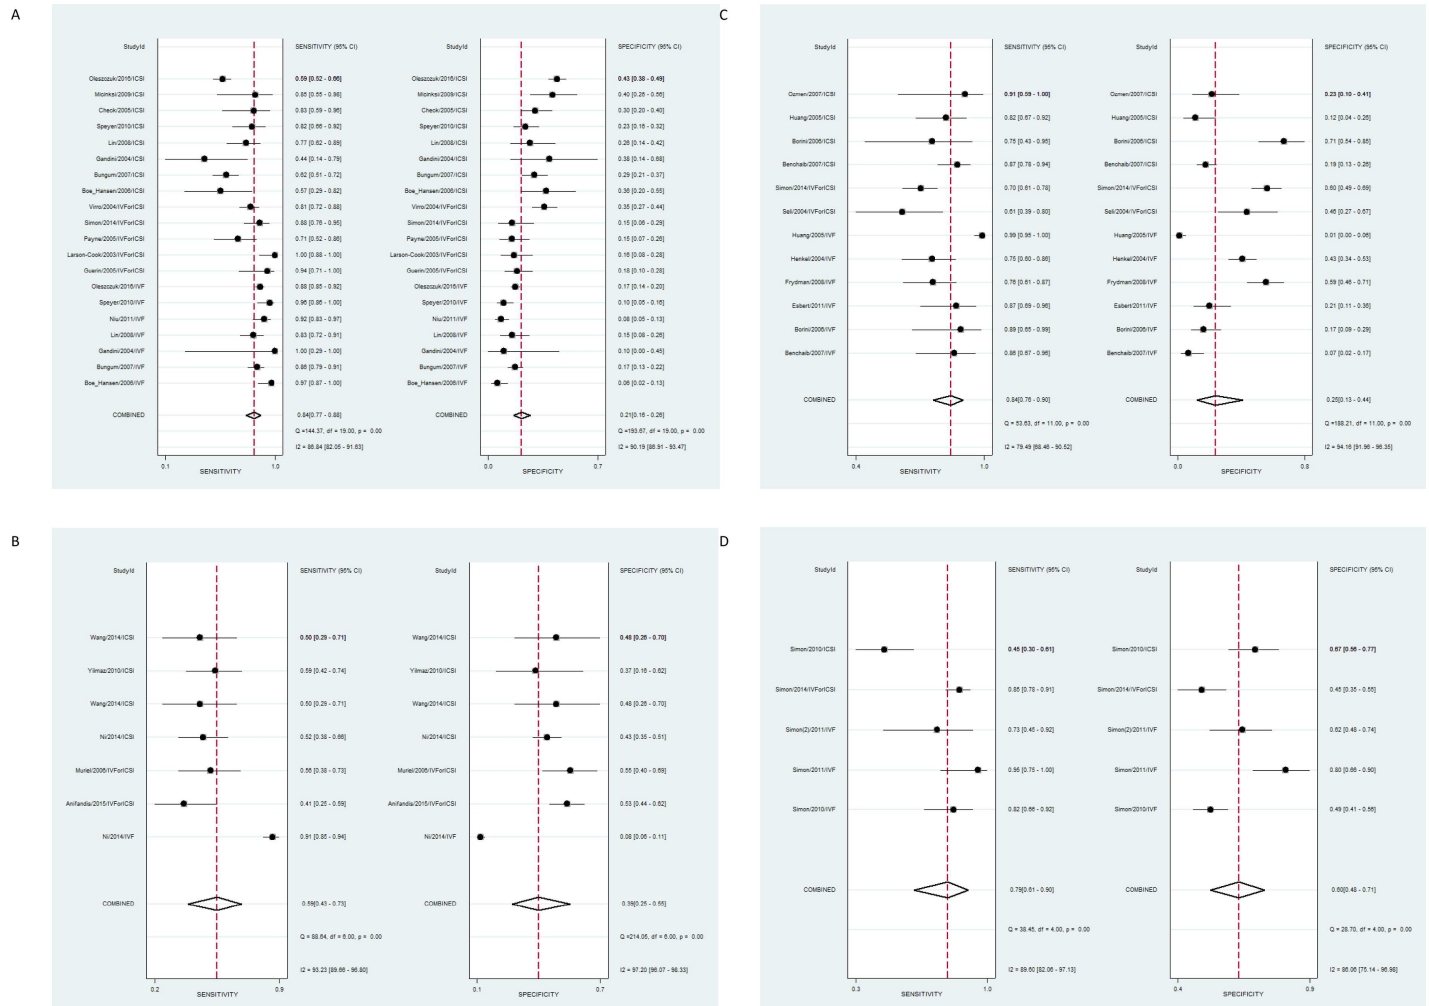 A
StudyId SENSITIVITY (95% CI) StudyId SPECIFICITY (95% CI)
Oleszczuk/2016/ICSI 0.59 [0.52 - 0.66] Oleszczuk/2016/ICSI 0.43 [0.38 - 0.49]
Micinksi/2009/ICSI 0.85 [0.55 - 0.98] Micinksi/2009/ICSI 0.40 [0.26 - 0.56]
Check/2005/ICSI 0.83 [0.59 - 0.96] Check/2005/ICSI 0.30 [0.20 - 0.40]
Speyer/2010/ICSI 0.82 [0.66 - 0.92] Speyer/2010/ICSI 0.23 [0.16 - 0.32]
Lin/2008/ICSI 0.77 [0.62 - 0.89] Lin/2008/ICSI 0.26 [0.14 - 0.42]
Gandini/2004/ICSI 0.44 [0.14 - 0.79] Gandini/2004/ICSI 0.38 [0.14 - 0.68]
Bungum/2007/ICSI 0.62 [0.51 - 0.72] Bungum/2007/ICSI 0.29 [0.21 - 0.37]
Boe_Hansen/2006/ICSI 0.57 [0.29 - 0.82] Boe_Hansen/2006/ICSI 0.36 [0.20 - 0.55]
Virro/2004/IVForICSI 0.81 [0.72 - 0.88] Virro/2004/IVForICSI 0.35 [0.27 - 0.44]
Simon/2014/IVForICSI 0.88 [0.76 - 0.95] Simon/2014/IVForICSI 0.15 [0.06 - 0.29]
Payne/2005/IVForICSI 0.71 [0.52 - 0.86] Payne/2005/IVForICSI 0.15 [0.07 - 0.26]
Larson-Cook/2003/IVForICSI 1.00 [0.88 - 1.00] Larson-Cook/2003/IVForICSI 0.16 [0.08 - 0.28]
Guerin/2005/IVForICSI 0.94 [0.71 - 1.00] Guerin/2005/IVForICSI 0.18 [0.10 - 0.28]
Oleszczuk/2016/IVF 0.88 [0.85 - 0.92] Oleszczuk/2016/IVF 0.17 [0.14 - 0.20]
Speyer/2010/IVF 0.96 [0.86 - 1.00] Speyer/2010/IVF 0.10 [0.05 - 0.16]
Niu/2011/IVF 0.92 [0.83 - 0.97] Niu/2011/IVF 0.08 [0.05 - 0.13]
Lin/2008/IVF 0.83 [0.72 - 0.91] Lin/2008/IVF 0.15 [0.08 - 0.26]
Gandini/2004/IVF 1.00 [0.29 - 1.00] Gandini/2004/IVF 0.10 [0.00 - 0.45]
Bungum/2007/IVF 0.86 [0.79 - 0.91] Bungum/2007/IVF 0.17 [0.13 - 0.22]
Boe_Hansen/2006/IVF 0.97 [0.87 - 1.00] Boe_Hansen/2006/IVF 0.06 [0.02 - 0.13]
COMBINED 0.84[0.77 - 0.88] COMBINED 0.21[0.16 - 0.26]
Q =144.37, df = 19.00, p = 0.00 Q =193.67, df = 19.00, p = 0.00
I2 = 86.84 [82.05 - 91.63] I2 = 90.19 [86.91 - 93.47]
0.1 SENSITIVITY 1.0 0.0 SPECIFICITY 0.7
C
StudyId SENSITIVITY (95% CI) StudyId SPECIFICITY (95% CI)
Ozmen/2007/ICSI 0.91 [0.59 - 1.00] Ozmen/2007/ICSI 0.23 [0.10 - 0.41]
Huang/2005/ICSI 0.82 [0.67 - 0.92] Huang/2005/ICSI 0.12 [0.04 - 0.26]
Borini/2006/ICSI 0.75 [0.43 - 0.95] Borini/2006/ICSI 0.71 [0.54 - 0.85]
Benchaib/2007/ICSI 0.87 [0.78 - 0.94] Benchaib/2007/ICSI 0.19 [0.13 - 0.26]
Simon/2014/IVForICSI 0.70 [0.61 - 0.78] Simon/2014/IVForICSI 0.60 [0.49 - 0.69]
Seli/2004/IVForICSI 0.61 [0.39 - 0.80] Seli/2004/IVForICSI 0.46 [0.27 - 0.67]
Huang/2005/IVF 0.99 [0.95 - 1.00] Huang/2005/IVF 0.01 [0.00 - 0.06]
Henkel/2004/IVF 0.75 [0.60 - 0.86] Henkel/2004/IVF 0.43 [0.34 - 0.53]
Frydman/2008/IVF 0.76 [0.61 - 0.87] Frydman/2008/IVF 0.59 [0.46 - 0.71]
Esbert/2011/IVF 0.87 [0.69 - 0.96] Esbert/2011/IVF 0.21 [0.11 - 0.36]
Borini/2006/IVF 0.89 [0.65 - 0.99] Borini/2006/IVF 0.17 [0.09 - 0.29]
Benchaib/2007/IVF 0.86 [0.67 - 0.96] Benchaib/2007/IVF 0.07 [0.02 - 0.17]
COMBINED 0.84[0.76 - 0.90] COMBINED 0.25[0.13 - 0.44]
Q = 53.63, df = 11.00, p = 0.00 Q =188.21, df = 11.00, p = 0.00
I2 = 79.49 [68.46 - 90.52] I2 = 94.16 [91.96 - 96.35]
0.4 SENSITIVITY 1.0 0.0 SPECIFICITY 0.8
B
StudyId SENSITIVITY (95% CI) StudyId SPECIFICITY (95% CI)
Wang/2014/ICSI 0.50 [0.29 - 0.71] Wang/2014/ICSI 0.48 [0.26 - 0.70]
Yilmaz/2010/ICSI 0.59 [0.42 - 0.74] Yilmaz/2010/ICSI 0.37 [0.16 - 0.62]
Wang/2014/ICSI 0.50 [0.29 - 0.71] Wang/2014/ICSI 0.48 [0.26 - 0.70]
Ni/2014/ICSI 0.52 [0.38 - 0.66] Ni/2014/ICSI 0.43 [0.35 - 0.51]
Muriel/2006/IVForICSI 0.56 [0.38 - 0.73] Muriel/2006/IVForICSI 0.55 [0.40 - 0.69]
Anifandis/2015/IVForICSI 0.41 [0.25 - 0.59] Anifandis/2015/IVForICSI 0.53 [0.44 - 0.62]
Ni/2014/IVF 0.91 [0.85 - 0.94] Ni/2014/IVF 0.08 [0.06 - 0.11]
COMBINED 0.59[0.43 - 0.73] COMBINED 0.39[0.25 - 0.55]
Q = 88.64, df = 6.00, p = 0.00 Q =214.05, df = 6.00, p = 0.00
I2 = 93.23 [89.66 - 96.80] I2 = 97.20 [96.07 - 98.33]
0.2 SENSITIVITY 0.9 0.1 SPECIFICITY 0.7
D
StudyId SENSITIVITY (95% CI) StudyId SPECIFICITY (95% CI)
Simon/2010/ICSI 0.45 [0.30 - 0.61] Simon/2010/ICSI 0.67 [0.56 - 0.77]
Simon/2014/IVForICSI 0.85 [0.78 - 0.91] Simon/2014/IVForICSI 0.45 [0.35 - 0.55]
Simon(2)/2011/IVF 0.73 [0.45 - 0.92] Simon(2)/2011/IVF 0.62 [0.48 - 0.74]
Simon/2011/IVF 0.95 [0.75 - 1.00] Simon/2011/IVF 0.80 [0.66 - 0.90]
Simon/2010/IVF 0.82 [0.66 - 0.92] Simon/2010/IVF 0.49 [0.41 - 0.56]
COMBINED 0.79[0.61 - 0.90] COMBINED 0.60[0.48 - 0.71]
Q = 38.45, df = 4.00, p = 0.00 Q = 28.70, df = 4.00, p = 0.00
I2 = 89.60 [82.06 - 97.13] I2 = 86.06 [75.14 - 96.98]
0.3 SENSITIVITY 1.0 0.4 SPECIFICITY 0.9